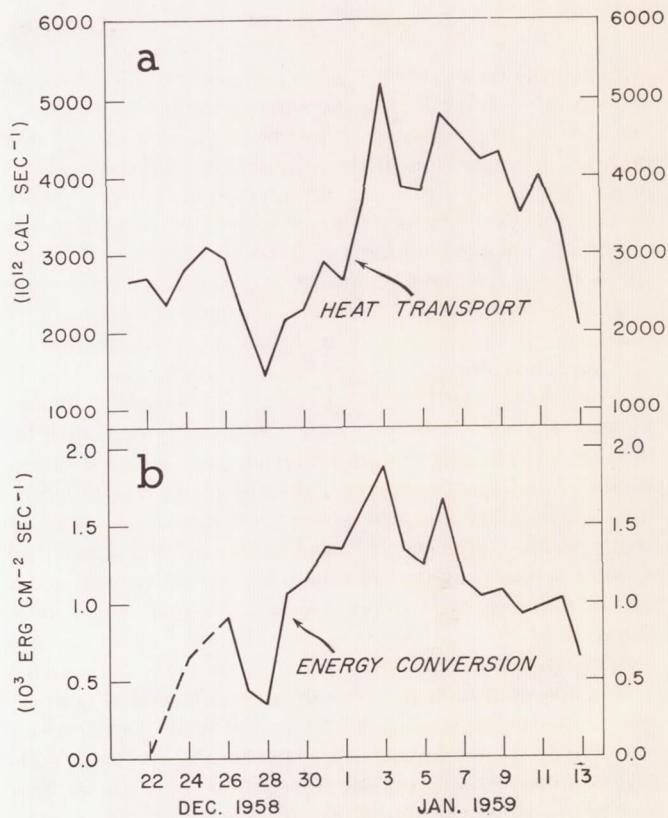 a
6000 6000
5000 5000
4000 4000
3000 3000
2000 2000
1000 1000
(10¹² CAL SEC⁻¹)
HEAT TRANSPORT
b
2.0 2.0
1.5 1.5
1.0 1.0
0.5 0.5
0.0 0.0
(10³ ERG CM⁻² SEC⁻¹)
ENERGY CONVERSION
22 24 26 28 30 1 3 5 7 9 11 13
DEC. 1958 JAN. 1959